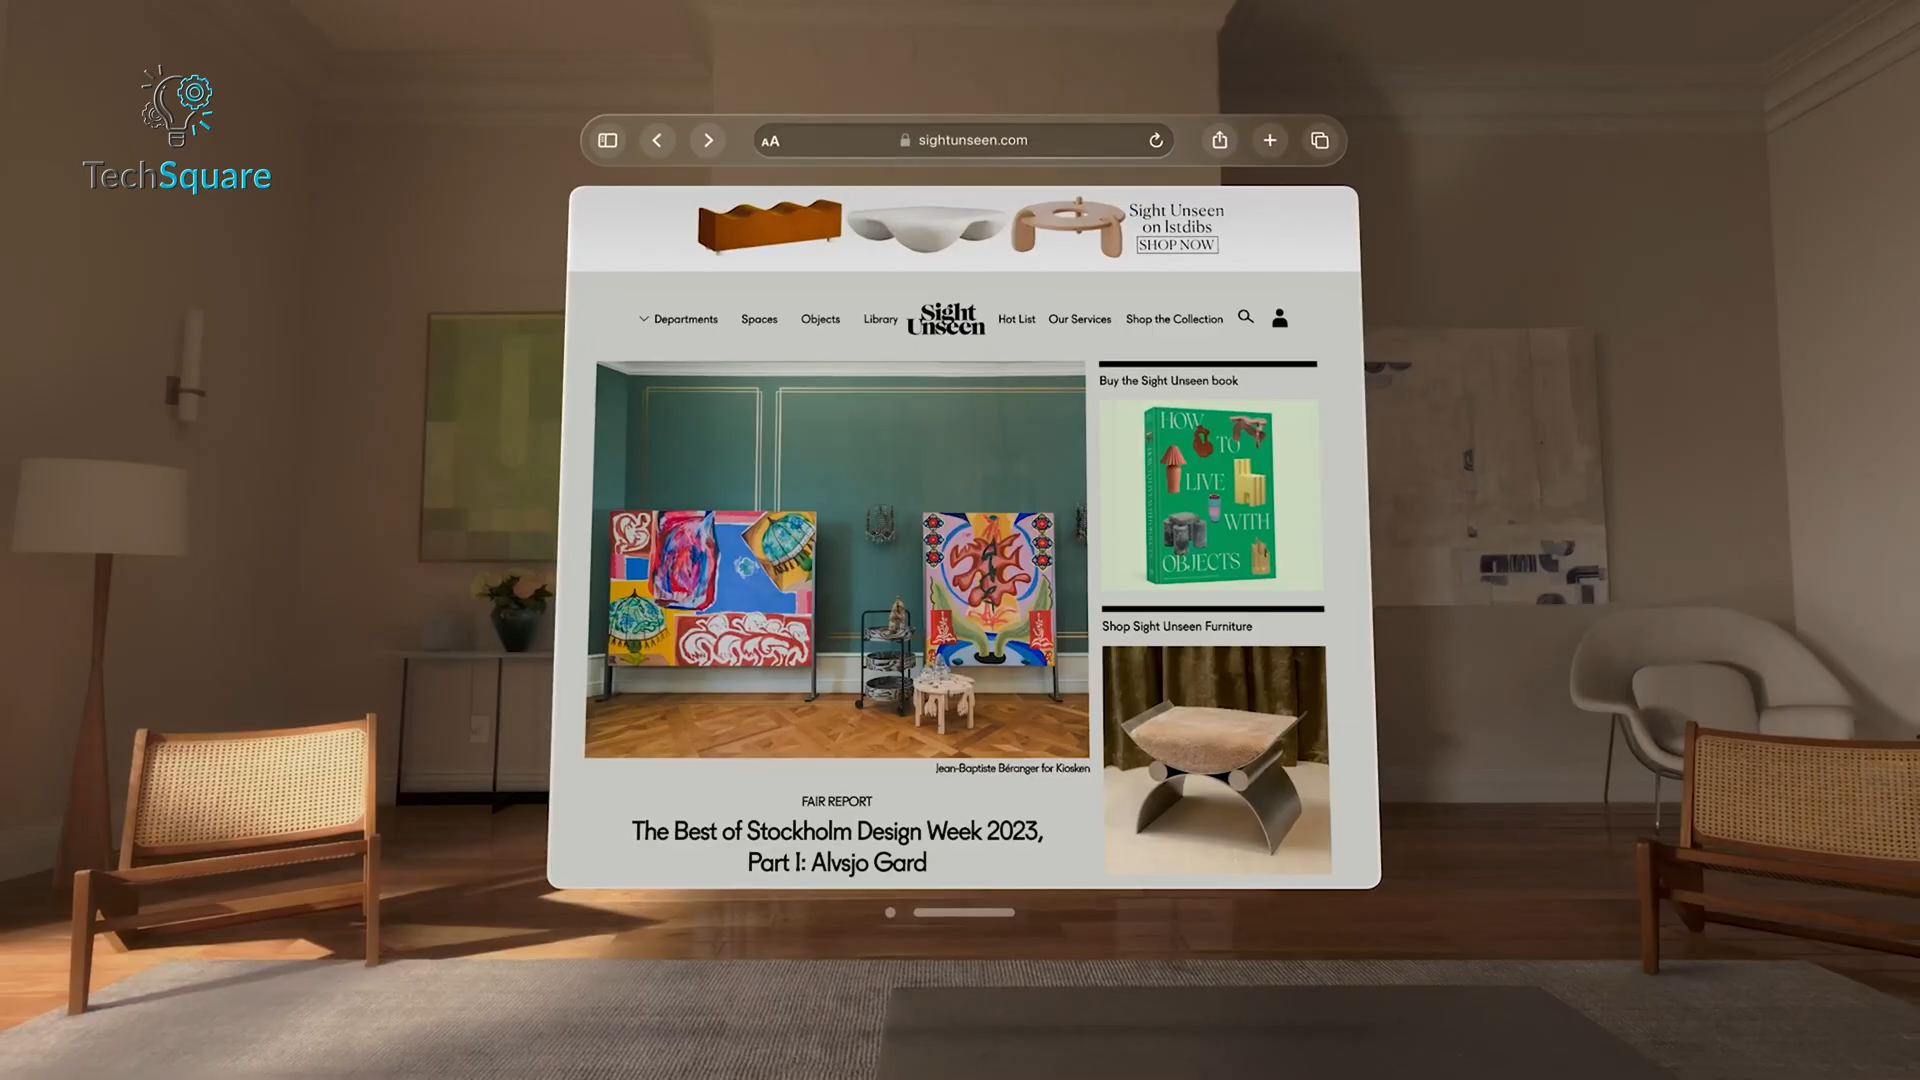 TechSquare
AA
sightunseen.com
Sight Unseen
on 1stdibs
SHOP NOW
Departments
Spaces
Objects
Library
Sight
Unseen
Hot List
Our Services
Shop the Collection
Buy the Sight Unseen book
HOW
TO
LIVE
WITH
OBJECTS
Jean-Baptiste Béranger for Kiosken
Shop Sight Unseen Furniture
FAIR REPORT
The Best of Stockholm Design Week 2023,
Part I: Alvsjo Gard